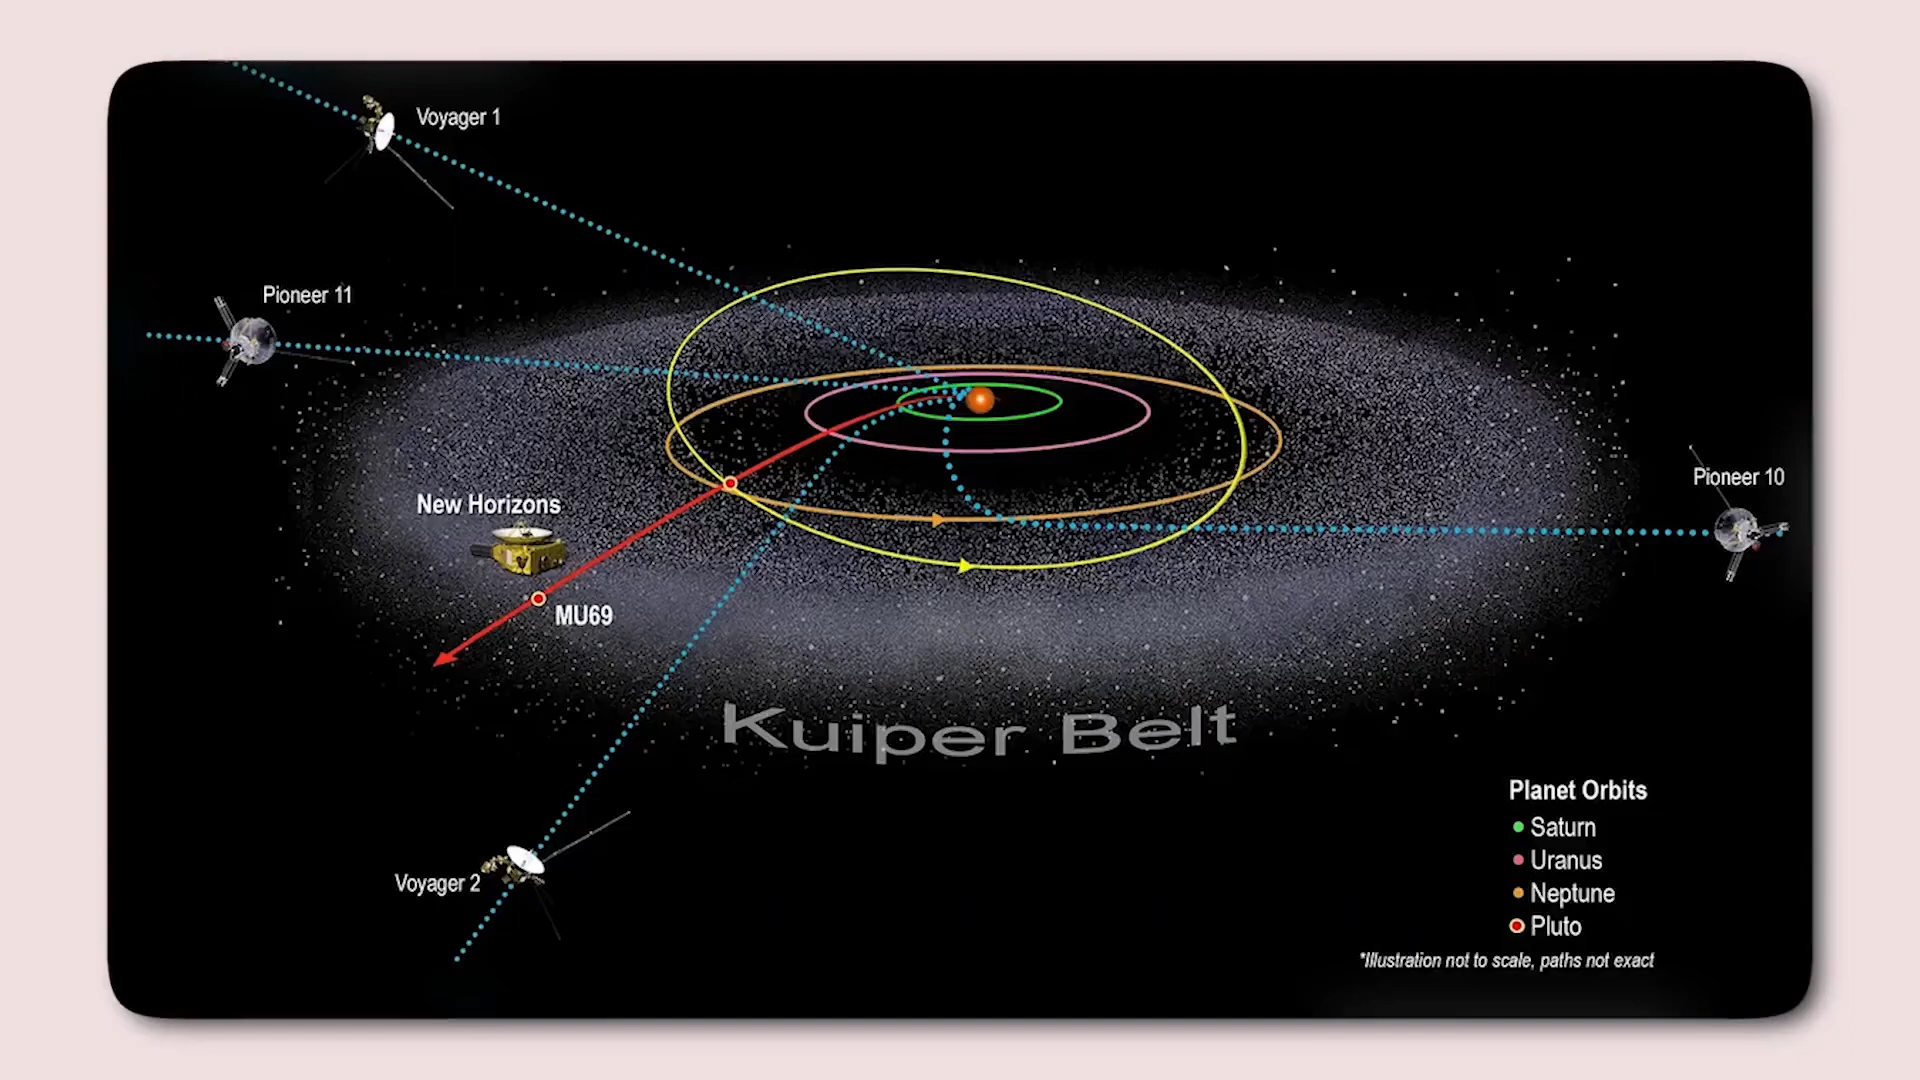 Voyager 1
Pioneer 11
Pioneer 10
New Horizons
MU69
Kuiper Belt
Voyager 2
Planet Orbits
Saturn
Uranus
Neptune
Pluto
*Illustration not to scale, paths not exact